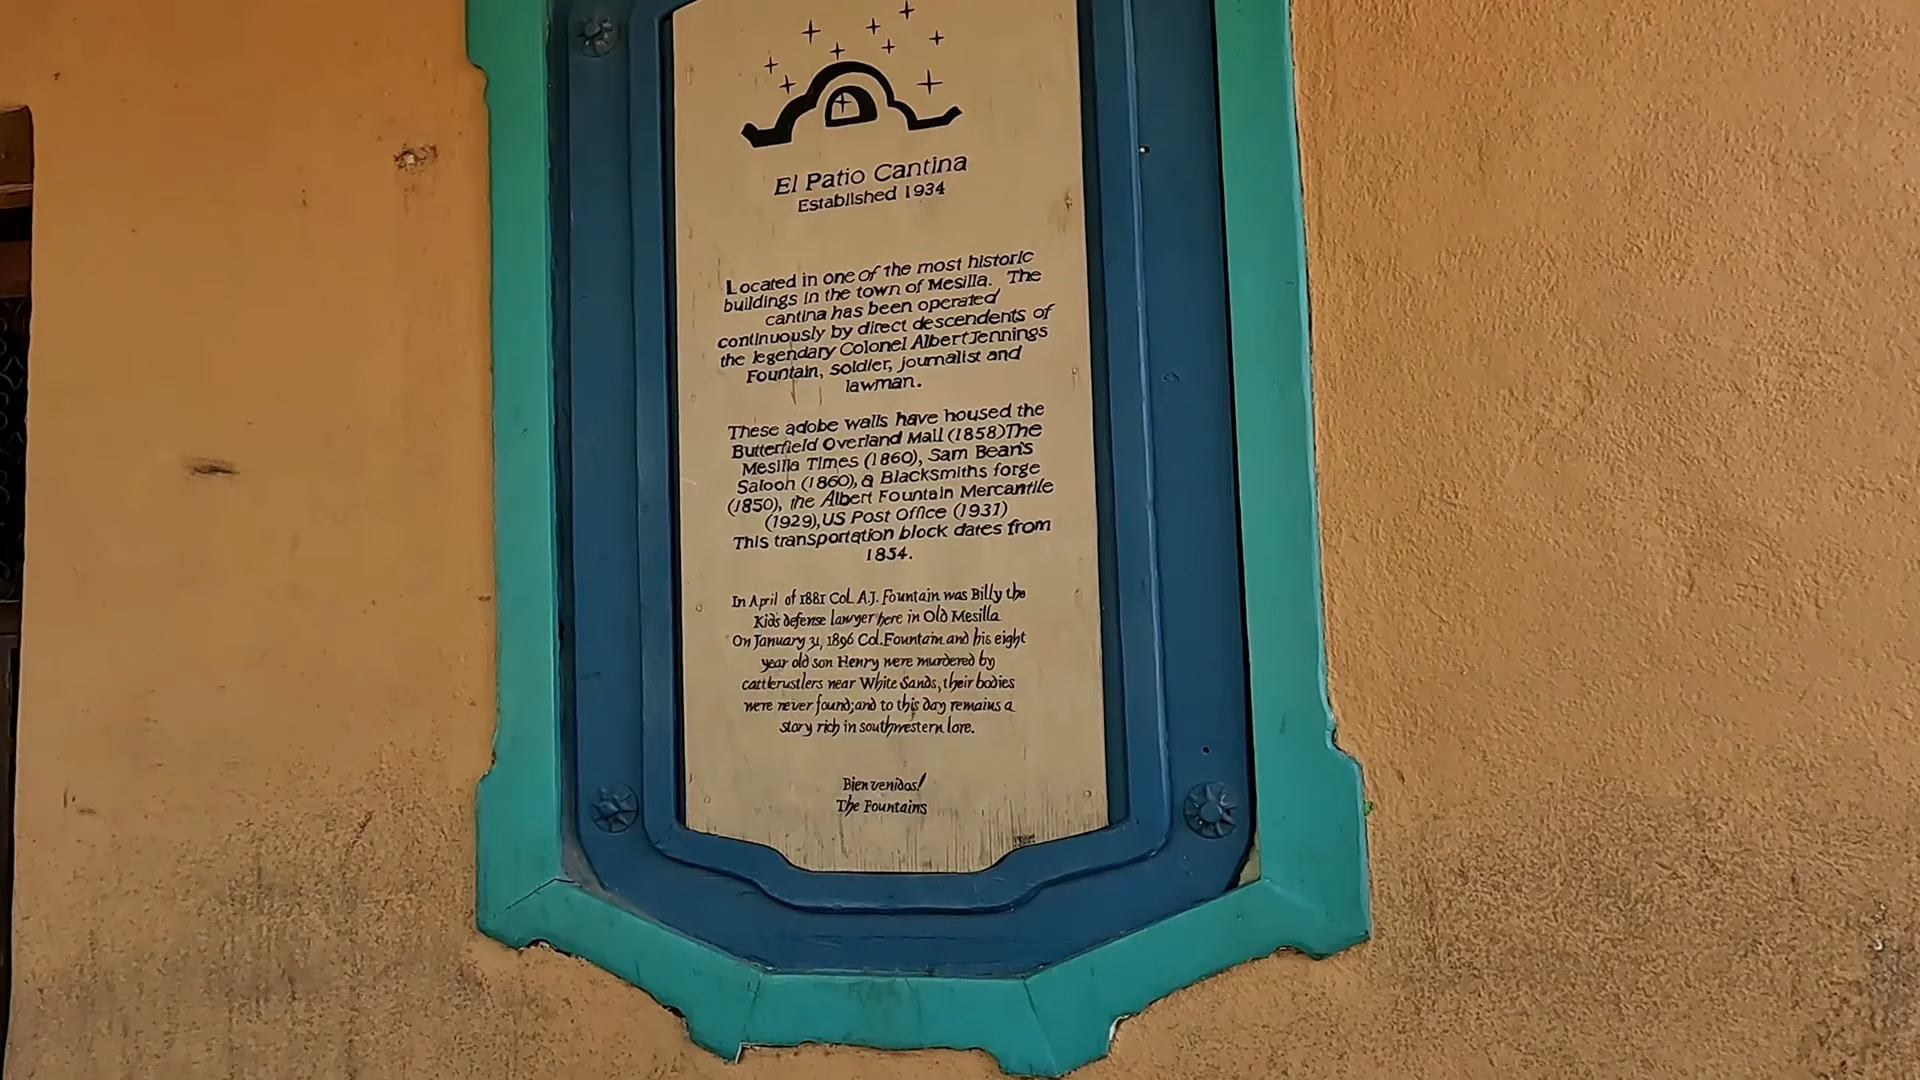 El Patio Cantina
Established 1934
Located in one of the most historic
buildings in the town of Mesilla. The
cantina has been operated
continuously by direct descendents of
the legendary Colonel Albert Jennings
Fountain, soldier, journalist and
lawman.
These adobe walls have housed the
Butterfield Overland Mail (1858)The
Mesilla Times (1860), Sam Bean's
Saloon (1860), a Blacksmiths forge
(1850), the Albert Fountain Mercantile
(1929),US Post Office (1931)
This transportation block dates from
1854.
In April of 1881 Col. A.J. Fountain was Billy the
Kids defense lawyer here in Old Mesilla
On January 31, 1896 Col.Fountain and his eight
year old son Henry were murdered by
cattlerustlers near White Sands, their bodies
were never found;and to this day remains a
story rich in southwestern lore.
Bienvenidos!
The Fountains